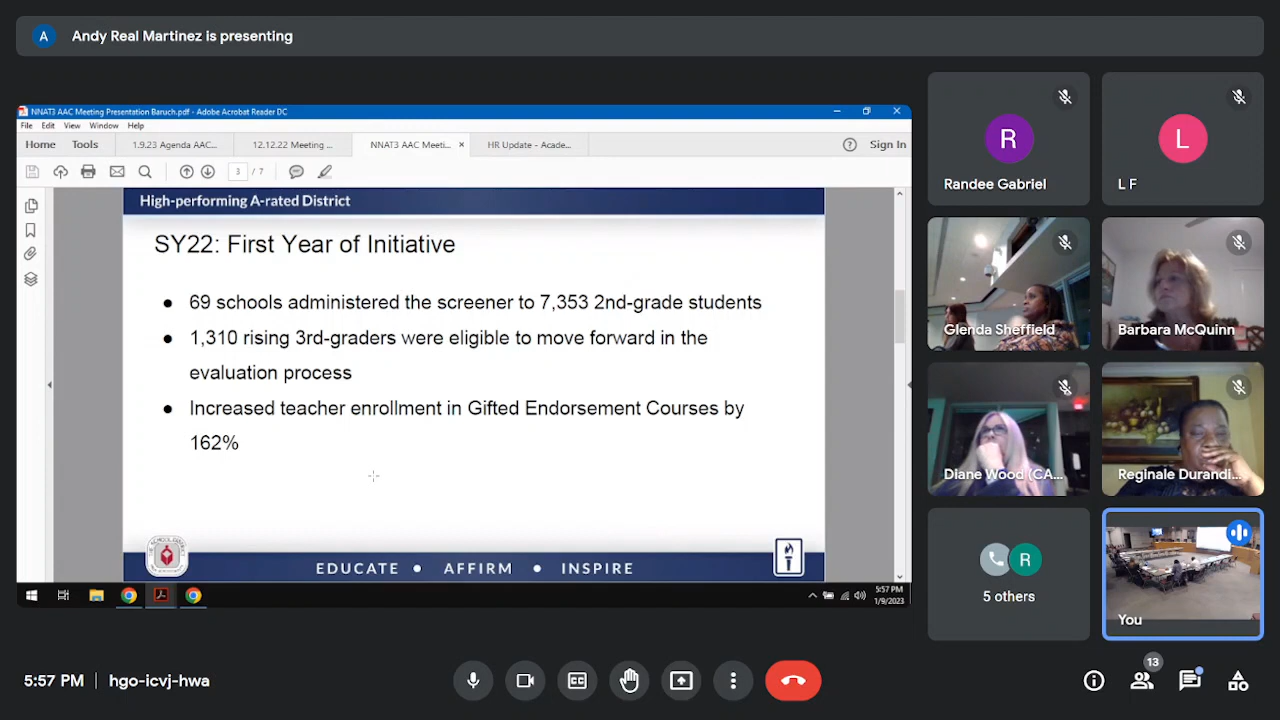 A
Andy Real Martinez is presenting
NNAT3 AAC Meeting Presentation Baruch.pdf - Adobe Acrobat Reader DC
File Edit View Window Help
Home Tools 1.9.23 Agenda AAC... 12.12.22 Meeting ... NNAT3 AAC Meeti... × HR Update - Acade... Sign In
3 / 7
High-performing A-rated District
SY22: First Year of Initiative
● 69 schools administered the screener to 7,353 2nd-grade students
● 1,310 rising 3rd-graders were eligible to move forward in the
evaluation process
● Increased teacher enrollment in Gifted Endorsement Courses by
162%
EDUCATE ● AFFIRM ● INSPIRE
5:57 PM
1/9/2023
R
Randee Gabriel
L
L F
Glenda Sheffield
Barbara McQuinn
Diane Wood (CA...
Reginale Durandi...
R
5 others
You
5:57 PM | hgo-icvj-hwa
13